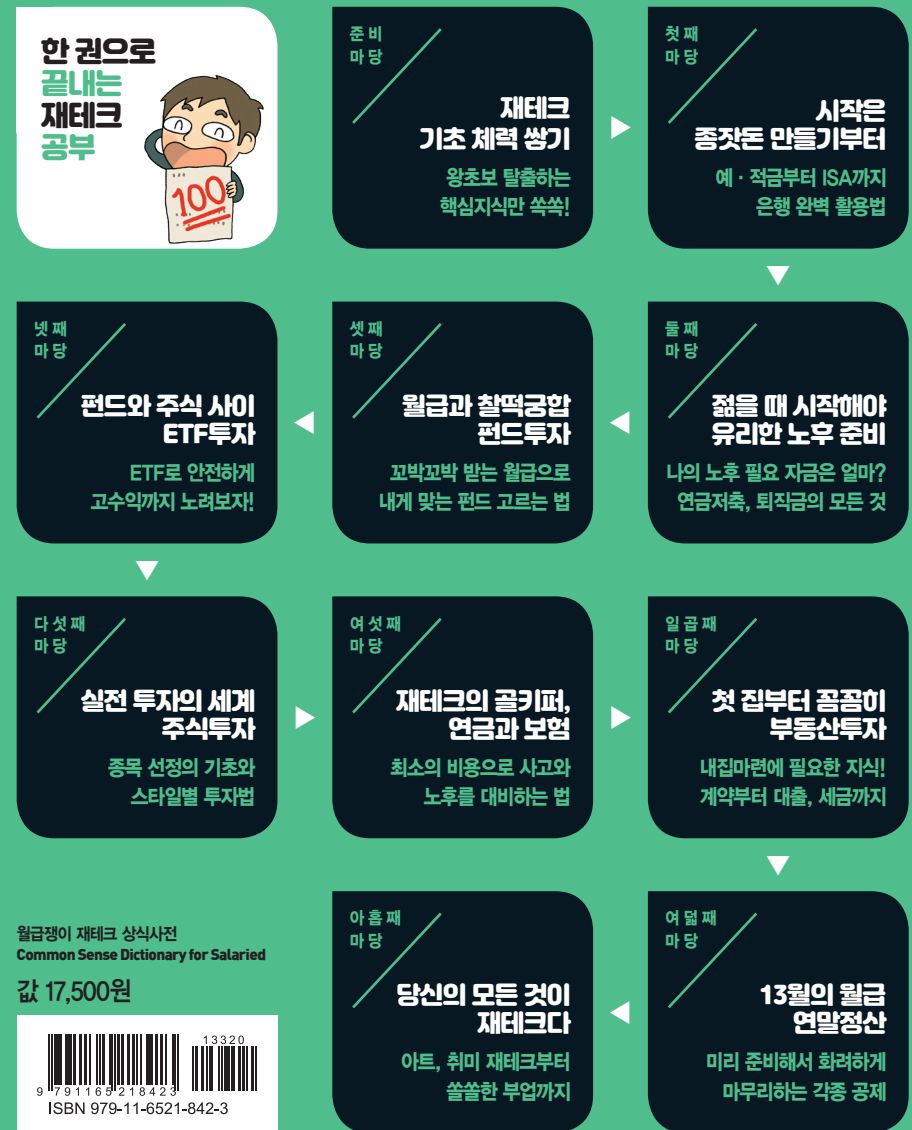 한 권으로
끝내는
재테크
공부
100
준비
마당
재테크
기초 체력 쌓기
왕초보 탈출하는
핵심지식만 쏙쏙!
첫째
마당
시작은
종잣돈 만들기부터
예·적금부터 ISA까지
은행 완벽 활용법
둘째
마당
젊을 때 시작해야
유리한 노후 준비
나의 노후 필요 자금은 얼마?
연금저축, 퇴직금의 모든 것
셋째
마당
월급과 찰떡궁합
펀드투자
꼬박꼬박 받는 월급으로
내게 맞는 펀드 고르는 법
넷째
마당
펀드와 주식 사이
ETF투자
ETF로 안전하게
고수익까지 노려보자!
다섯째
마당
실전 투자의 세계
주식투자
종목 선정의 기초와
스타일별 투자법
여섯째
마당
재테크의 골키퍼,
연금과 보험
최소의 비용으로 사고와
노후를 대비하는 법
일곱째
마당
첫 집부터 꼼꼼히
부동산투자
내집마련에 필요한 지식!
계약부터 대출, 세금까지
여덟째
마당
13월의 월급
연말정산
미리 준비해서 화려하게
마무리하는 각종 공제
아홉째
마당
당신의 모든 것이
재테크다
아트, 취미 재테크부터
쏠쏠한 부업까지
월급쟁이 재테크 상식사전
Common Sense Dictionary for Salaried
값 17,500원
13320
9 791165 218423
ISBN 979-11-6521-842-3